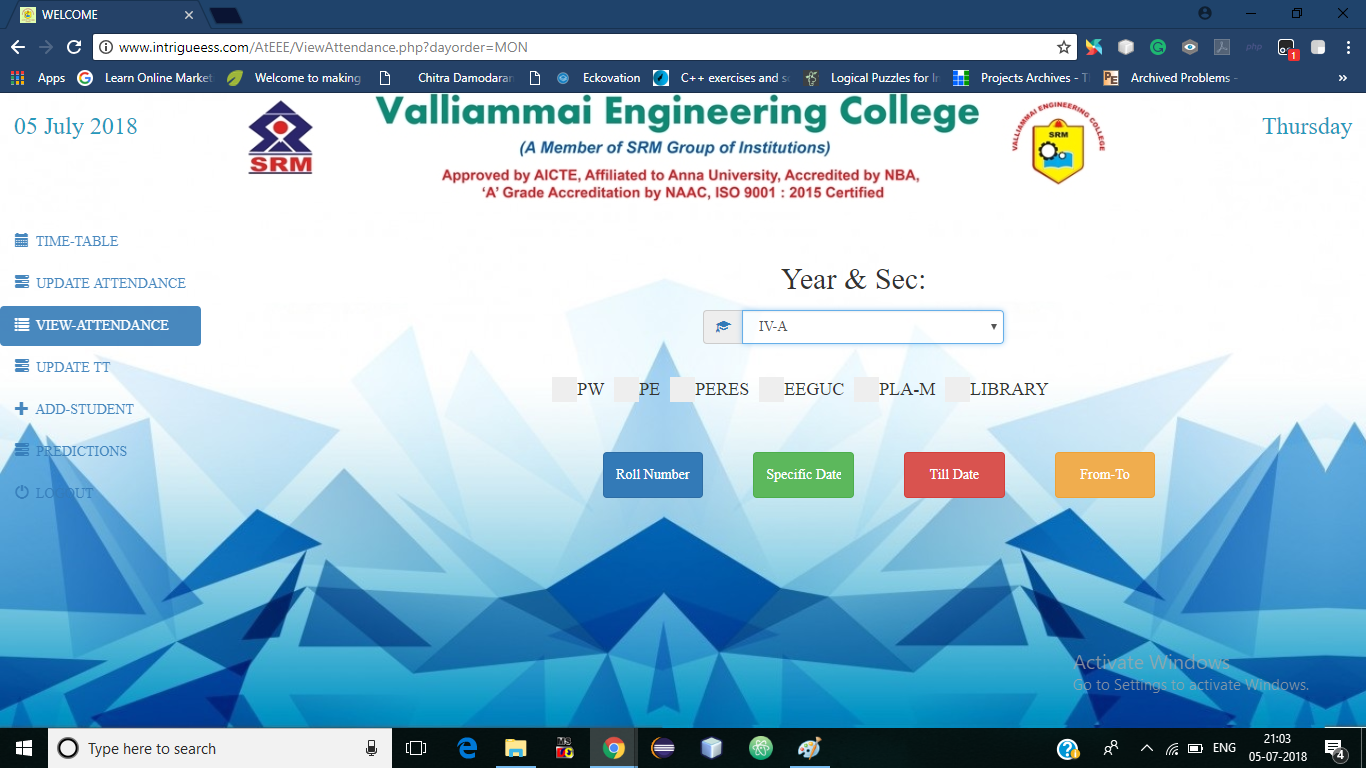 WELCOME
www.intrigueess.com/AtEEE/ViewAttendance.php?dayorder=MON
Apps
Learn Online Market
Welcome to making
Chitra Damodaran
Eckovation
C++ exercises and so
Logical Puzzles for In
Projects Archives - T
PE
Archived Problems -
»
php
1
05 July 2018
SRM
Valliammai Engineering College
(A Member of SRM Group of Institutions)
Approved by AICTE, Affiliated to Anna University, Accredited by NBA,
‘A’ Grade Accreditation by NAAC, ISO 9001 : 2015 Certified
VALLIAMMAI ENGINEERING COLLEGE
SRM
Thursday
TIME-TABLE
UPDATE ATTENDANCE
VIEW-ATTENDANCE
UPDATE TT
ADD-STUDENT
PREDICTIONS
LOGOUT
Year & Sec:
IV-A
PW PE PERES EEGUC PLA-M LIBRARY
Roll Number Specific Date Till Date From-To
Activate Windows
Go to Settings to activate Windows.
Type here to search
ENG
21:03
05-07-2018
4